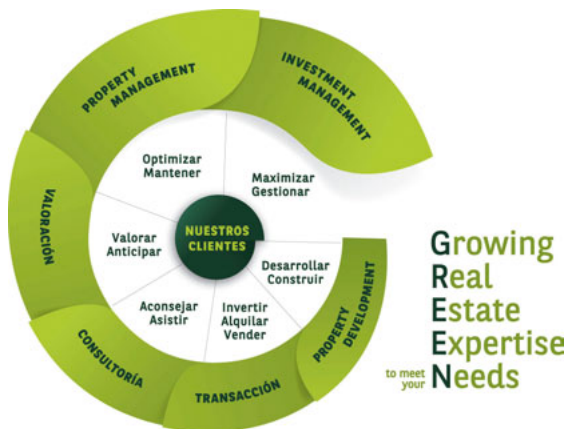 PROPERTY
MANAGEMENT
INVESTMENT
MANAGEMENT
Optimizar
Mantener
Maximizar
Gestionar
VALORACIÓN
Valorar
Anticipar
NUESTROS
CLIENTES
Desarrollar
Construir
Aconsejar
Asistir
Invertir
Alquilar
Vender
PROPERTY
DEVELOPMENT
CONSULTORÍA
TRANSACCIÓN
Growing
Real
Estate
Expertise
to meet
your
Needs